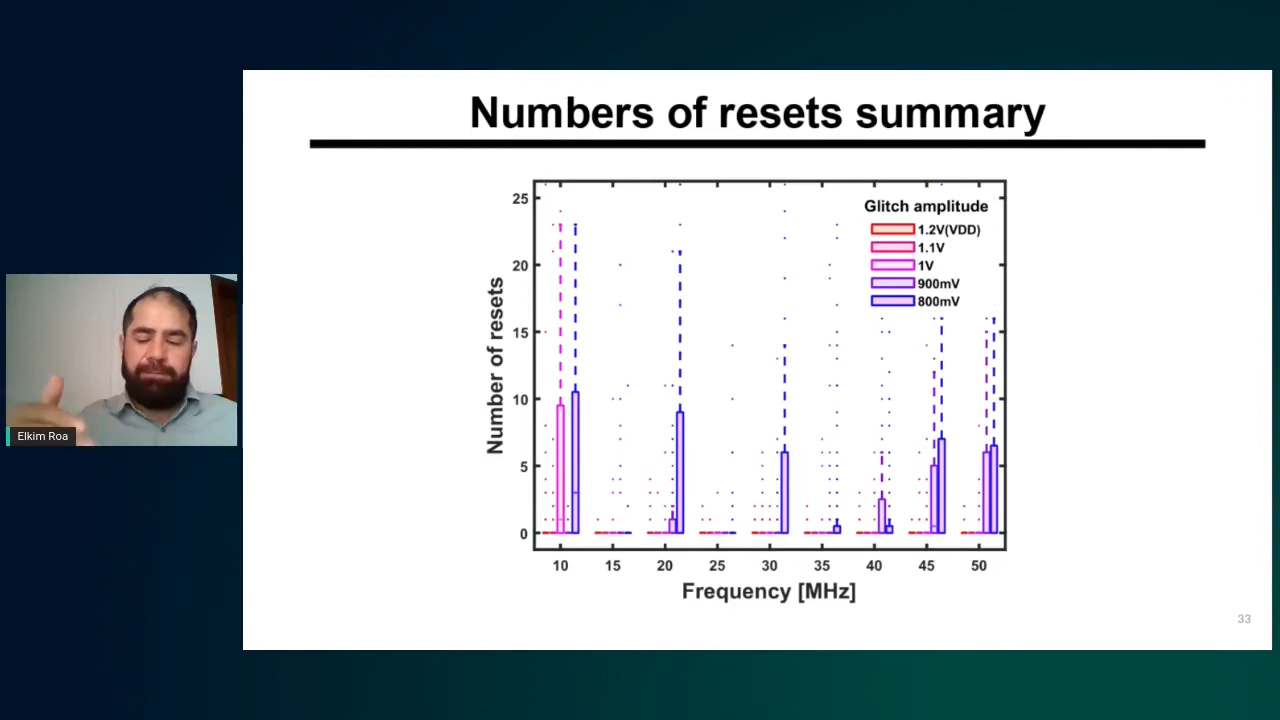 Numbers of resets summary
Number of resets
25
20
15
10
5
0
Glitch amplitude
1.2V(VDD)
1.1V
1V
900mV
800mV
10 15 20 25 30 35 40 45 50
Frequency [MHz]
33
Elkim Roa